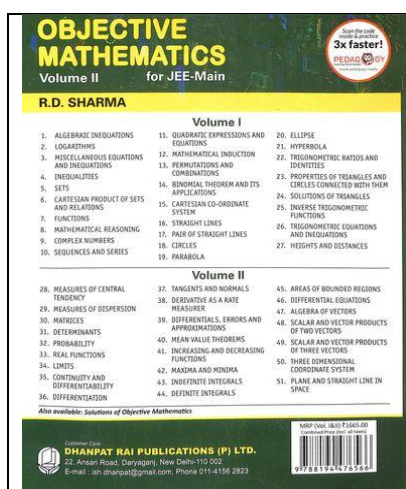 OBJECTIVE
MATHEMATICS
Volume II for JEE-Main
Scan the code
inside & practice
3x faster!
PEDAGOGY
R.D. SHARMA
Volume I
1. ALGEBRAIC INEQUATIONS
2. LOGARITHMS
3. MISCELLANEOUS EQUATIONS
AND INEQUATIONS
4. INEQUALITIES
5. SETS
6. CARTESIAN PRODUCT OF SETS
AND RELATIONS
7. FUNCTIONS
8. MATHEMATICAL REASONING
9. COMPLEX NUMBERS
10. SEQUENCES AND SERIES
11. QUADRATIC EXPRESSIONS AND
EQUATIONS
12. MATHEMATICAL INDUCTION
13. PERMUTATIONS AND
COMBINATIONS
14. BINOMIAL THEOREM AND ITS
APPLICATIONS
15. CARTESIAN CO-ORDINATE
SYSTEM
16. STRAIGHT LINES
17. PAIR OF STRAIGHT LINES
18. CIRCLES
19. PARABOLA
20. ELLIPSE
21. HYPERBOLA
22. TRIGONOMETRIC RATIOS AND
IDENTITIES
23. PROPERTIES OF TRIANGLES AND
CIRCLES CONNECTED WITH THEM
24. SOLUTIONS OF TRIANGLES
25. INVERSE TRIGONOMETRIC
FUNCTIONS
26. TRIGONOMETRIC EQUATIONS
AND INEQUATIONS
27. HEIGHTS AND DISTANCES
Volume II
28. MEASURES OF CENTRAL
TENDENCY
29. MEASURES OF DISPERSION
30. MATRICES
31. DETERMINANTS
32. PROBABILITY
33. REAL FUNCTIONS
34. LIMITS
35. CONTINUITY AND
DIFFERENTIABILITY
36. DIFFERENTIATION
37. TANGENTS AND NORMALS
38. DERIVATIVE AS A RATE
MEASURER
39. DIFFERENTIALS, ERRORS AND
APPROXIMATIONS
40. MEAN VALUE THEOREMS
41. INCREASING AND DECREASING
FUNCTIONS
42. MAXIMA AND MINIMA
43. INDEFINITE INTEGRALS
44. DEFINITE INTEGRALS
45. AREAS OF BOUNDED REGIONS
46. DIFFERENTIAL EQUATIONS
47. ALGEBRA OF VECTORS
48. SCALAR AND VECTOR PRODUCTS
OF TWO VECTORS
49. SCALAR AND VECTOR PRODUCTS
OF THREE VECTORS
50. THREE DIMENSIONAL
COORDINATE SYSTEM
51. PLANE AND STRAIGHT LINE IN
SPACE
Also available: Solutions of Objective Mathematics
Customer Care:
DHANPAT RAI PUBLICATIONS (P) LTD.
22, Ansari Road, Daryaganj, New Delhi-110 002
E-mail : ish.dhanpat@gmail.com, Phone 011-4156 2823
MRP (Vol. I&II) ₹1665.00
Combined Price (incl. all taxes)
9 788194 476566